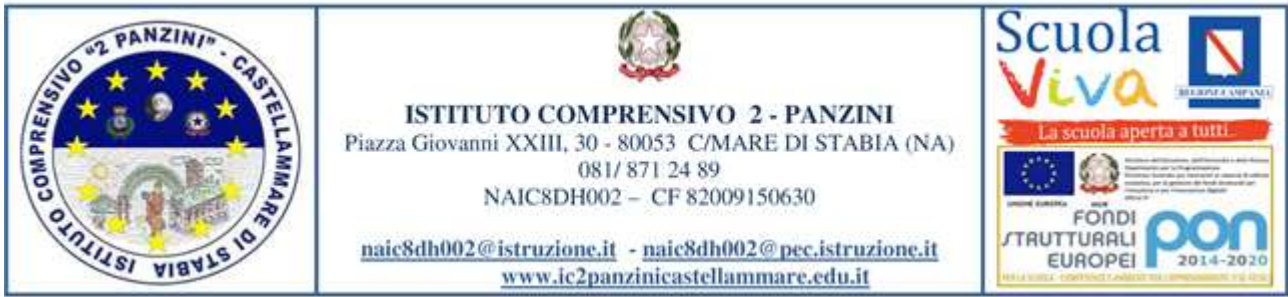 ISTITUTO COMPRENSIVO "2 PANZINI" - CASTELLAMMARE DI STABIA
ISTITUTO COMPRENSIVO 2 - PANZINI
Piazza Giovanni XXIII, 30 - 80053 C/MARE DI STABIA (NA)
081/ 871 24 89
NAIC8DH002 – CF 82009150630
naic8dh002@istruzione.it - naic8dh002@pec.istruzione.it
www.ic2panzinicastellammare.edu.it
Scuola
Viva
REGIONE CAMPANIA
La scuola aperta a tutti..
UNIONE EUROPEA
MIUR
FONDI
STRUTTURALI
EUROPEI
pon
2014-2020